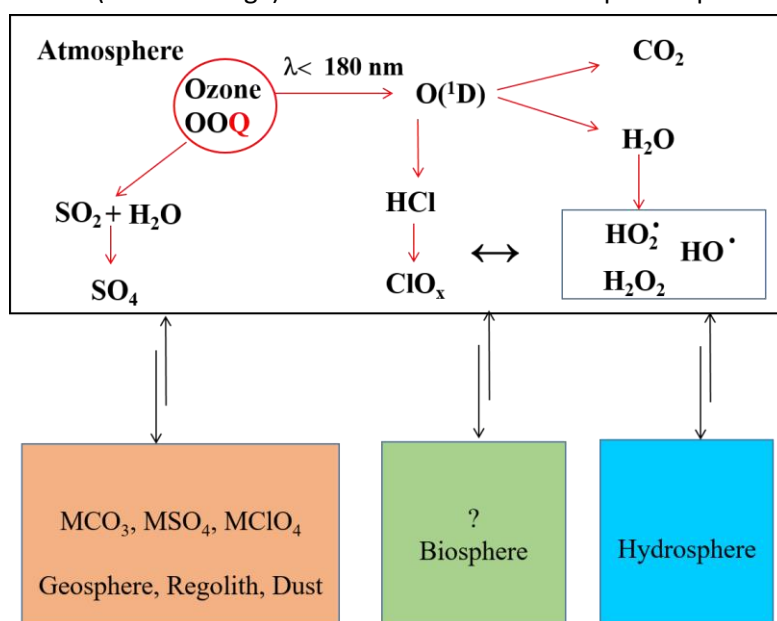 Atmosphere
λ< 180 nm
CO₂
Ozone
OOQ
O(¹D)
H₂O
SO₂ + H₂O
HCl
HO₂•
HO•
SO₄
ClOₓ
↔
H₂O₂
MCO₃, MSO₄, MClO₄
Geosphere, Regolith, Dust
?
Biosphere
Hydrosphere